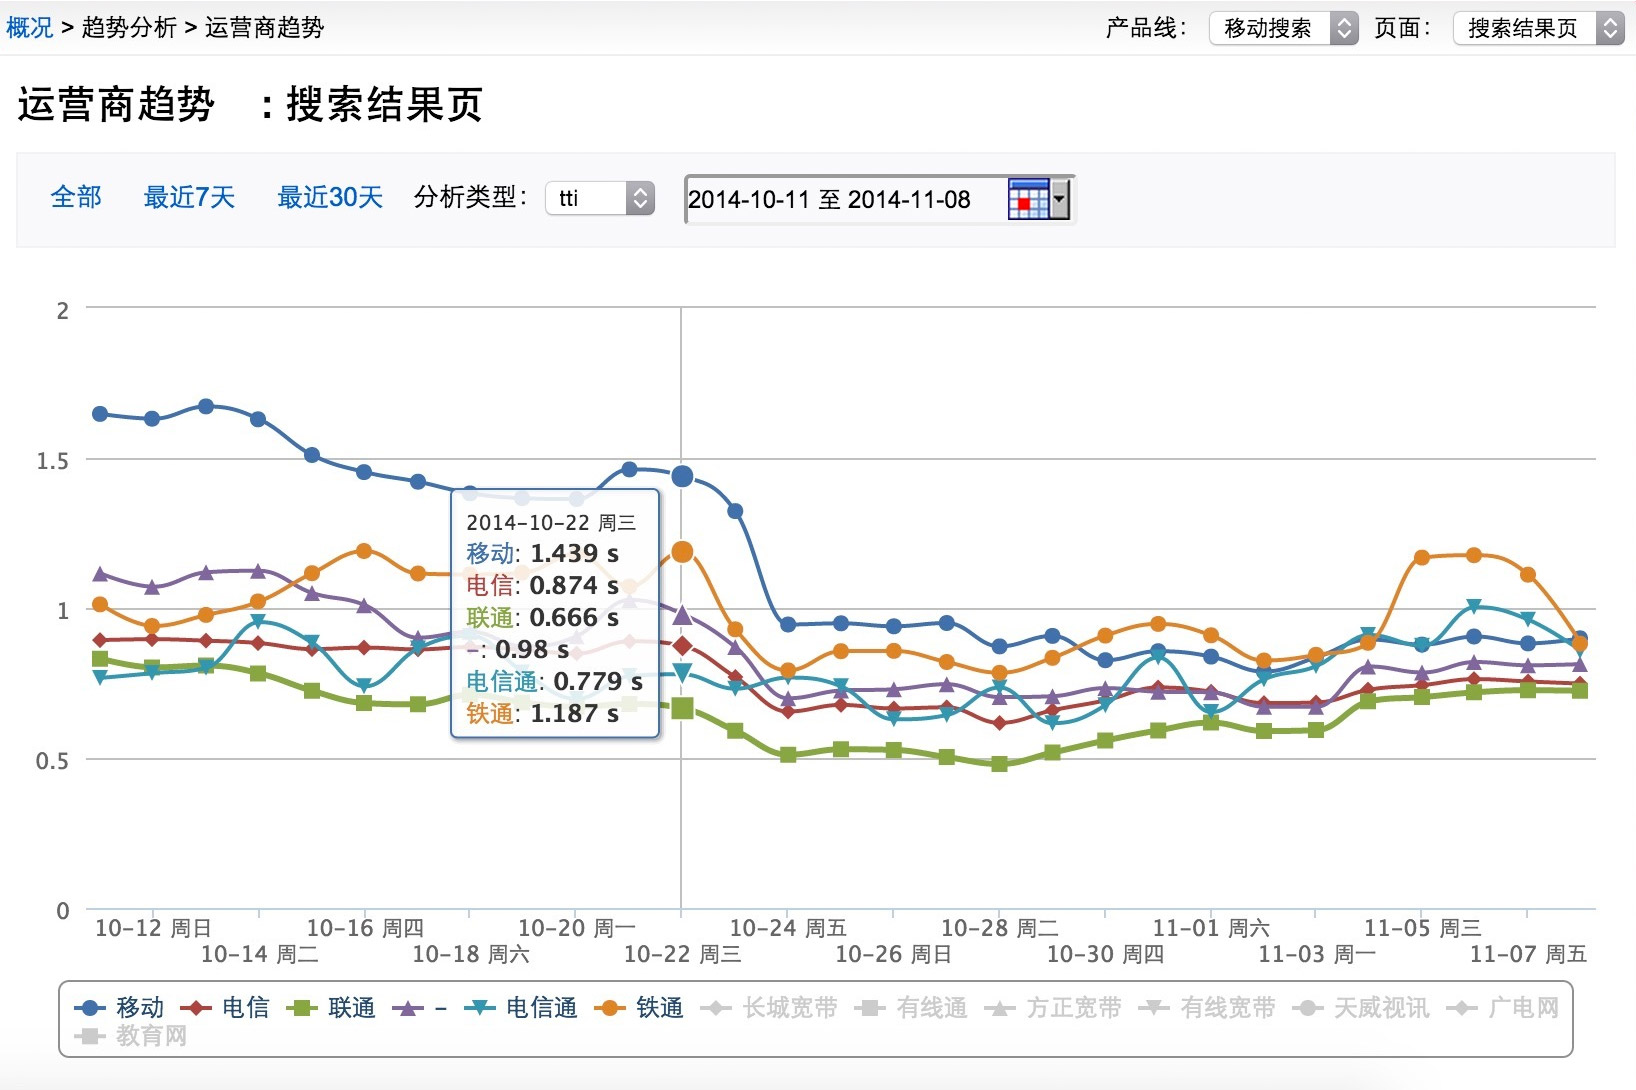 概况 > 趋势分析 > 运营商趋势 产品线： 移动搜索 页面： 搜索结果页
运营商趋势 : 搜索结果页
全部 最近7天 最近30天 分析类型： tti 2014-10-11 至 2014-11-08
2
1.5
1
0.5
0
2014-10-22 周三
移动: 1.439 s
电信: 0.874 s
联通: 0.666 s
-: 0.98 s
电信通: 0.779 s
铁通: 1.187 s
10-12 周日 10-16 周四 10-20 周一 10-24 周五 10-28 周二 11-01 周六 11-05 周三
10-14 周二 10-18 周六 10-22 周三 10-26 周日 10-30 周四 11-03 周一 11-07 周五
移动 电信 联通 - 电信通 铁通 长城宽带 有线通 方正宽带 有线宽带 天威视讯 广电网
教育网